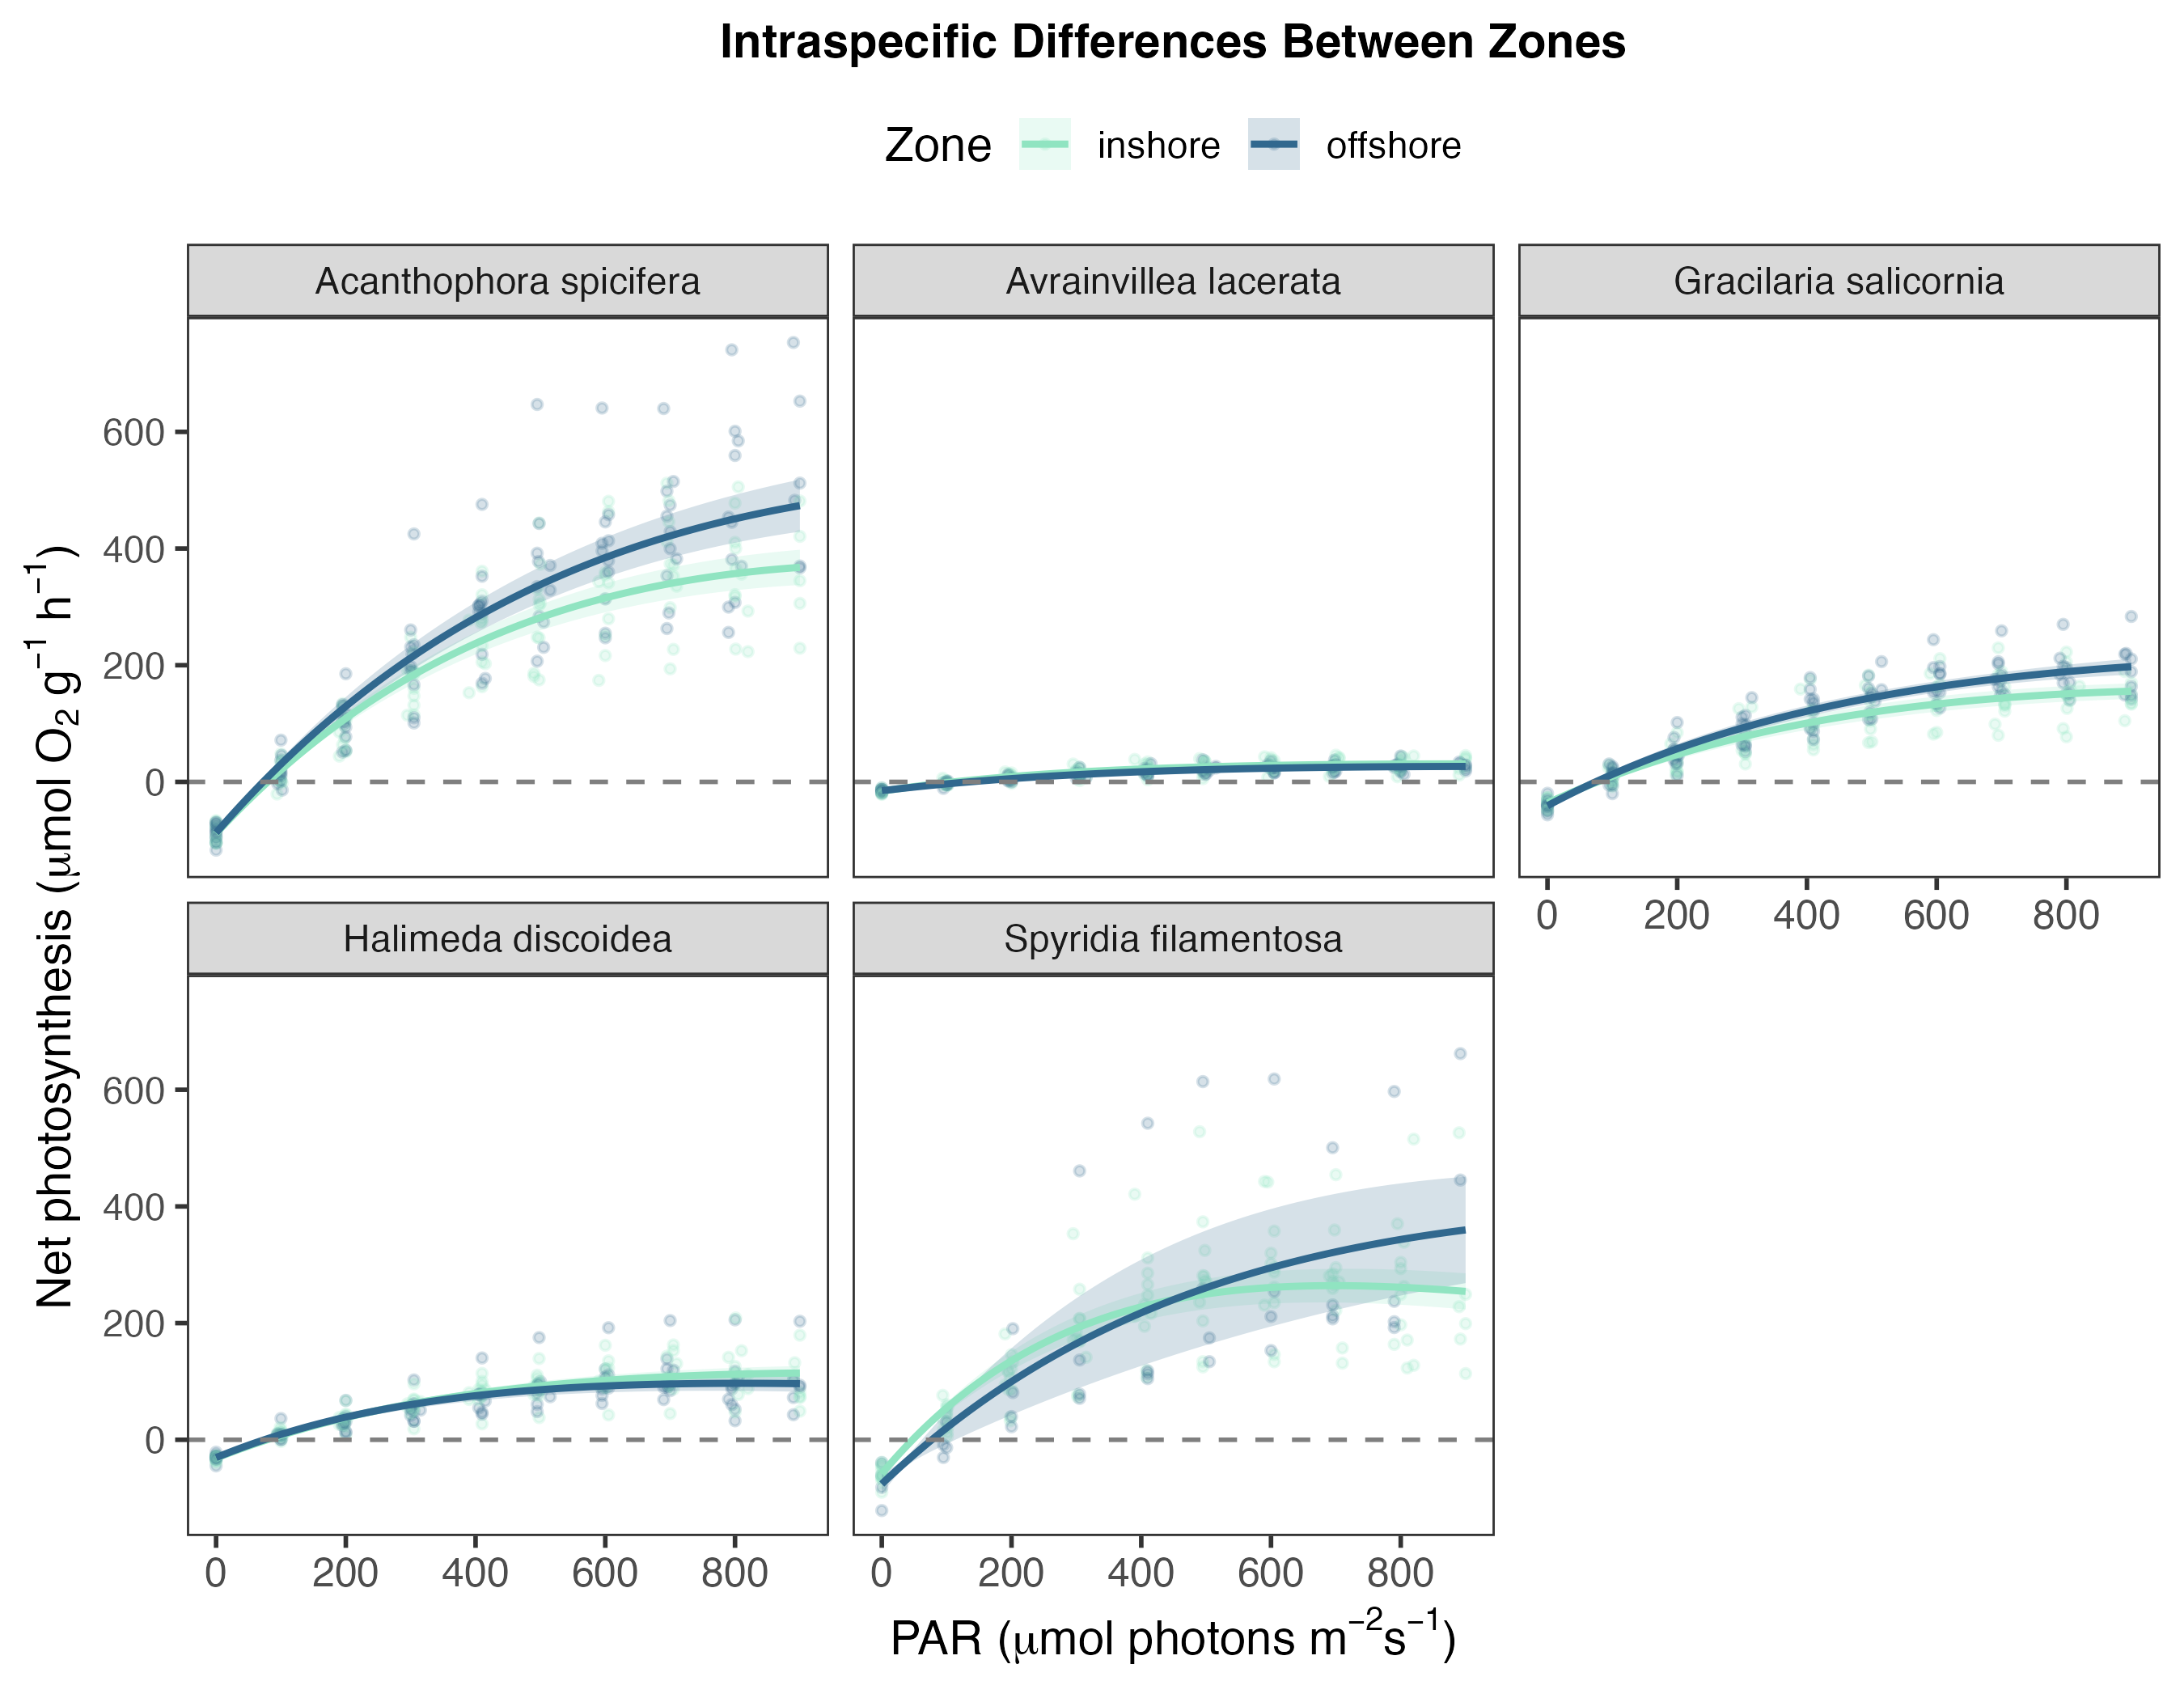 Intraspecific Differences Between Zones
Zone inshore offshore
Acanthophora spicifera Avrainvillea lacerata Gracilaria salicornia
600
400
200
0
0 200 400 600 800
Halimeda discoidea Spyridia filamentosa
600
400
200
0
0 200 400 600 800 0 200 400 600 800
Net photosynthesis (μmol O₂ g⁻¹ h⁻¹)
PAR (μmol photons m⁻²s⁻¹)